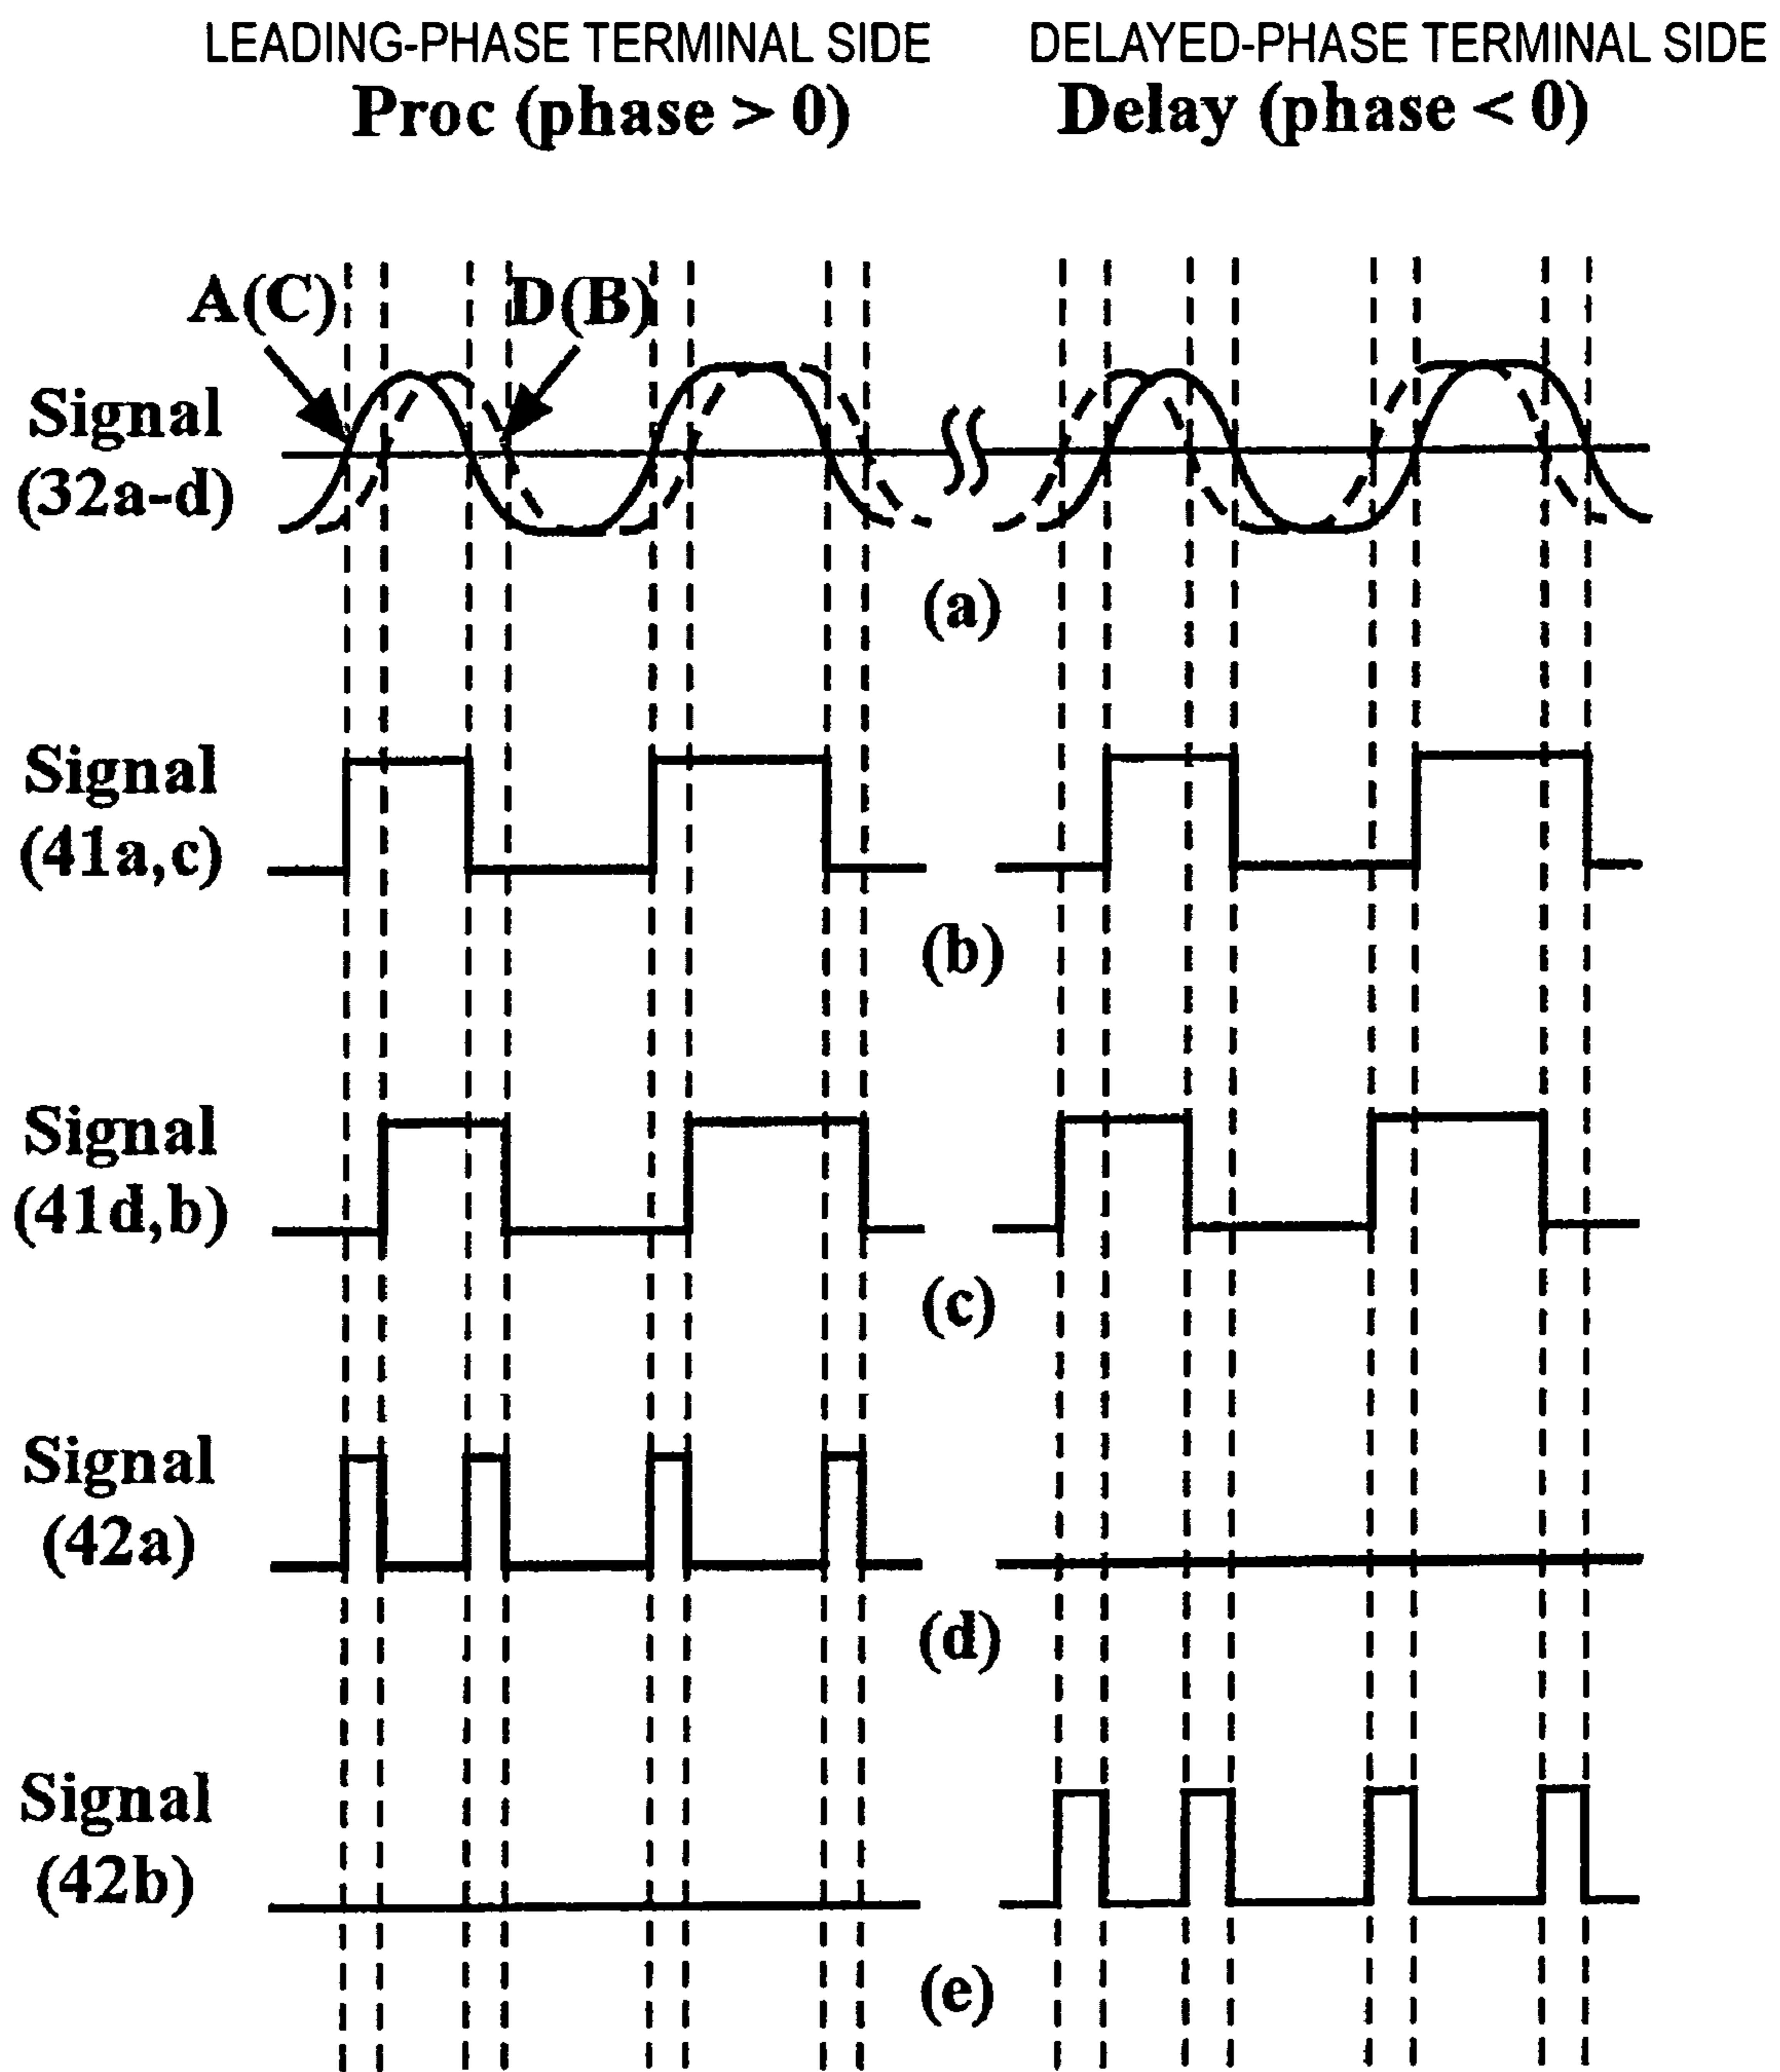 LEADING-PHASE TERMINAL SIDE
Proc (phase > 0)
DELAYED-PHASE TERMINAL SIDE
Delay (phase < 0)
A(C)
D(B)
Signal
(32a-d)
(a)
Signal
(41a,c)
(b)
Signal
(41d,b)
(c)
Signal
(42a)
(d)
Signal
(42b)
(e)